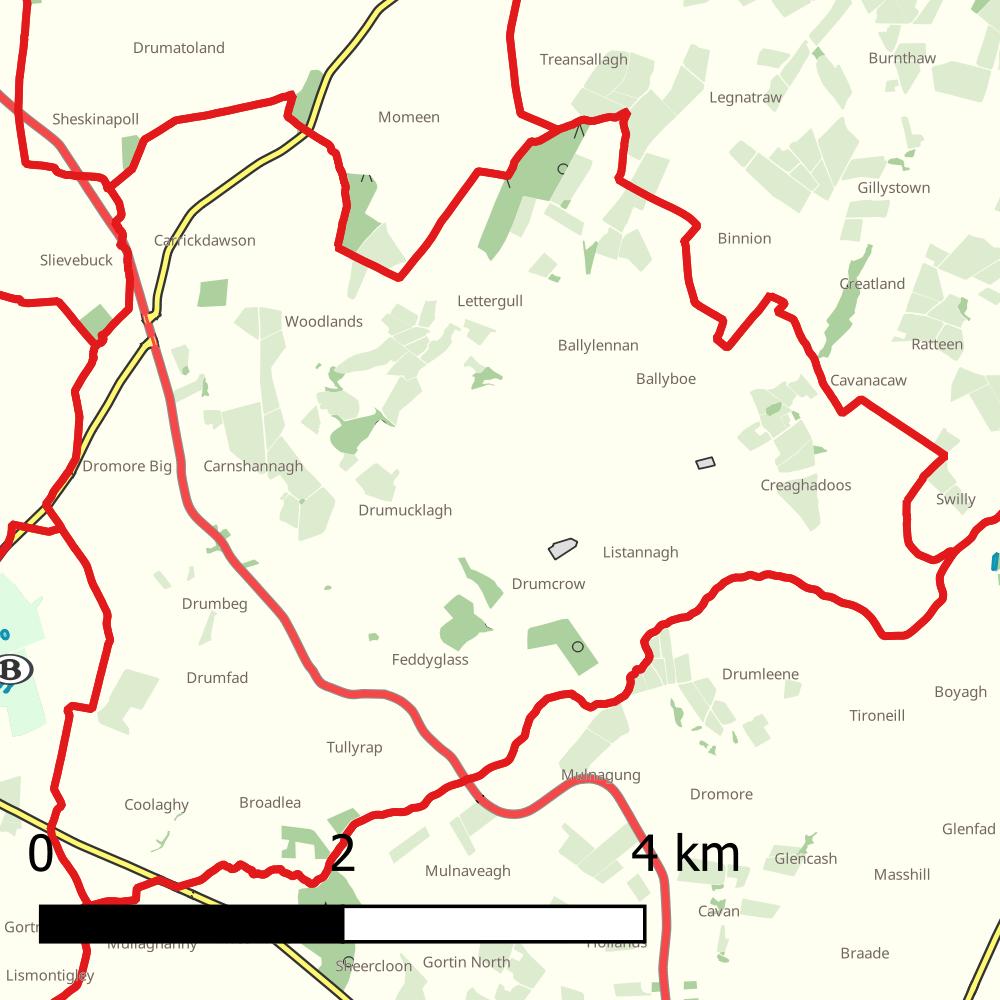 Drumatoland
Treansallagh
Burnthaw
Legnatraw
Sheskinapoll
Momeen
Gillystown
Carrickdawson
Binnion
Slievebuck
Greatland
Lettergull
Woodlands
Ballylennan
Ratteen
Ballyboe
Cavanacaw
Dromore Big
Carnshannagh
Creaghadoos
Swilly
Drumucklagh
Listannagh
Drumcrow
Drumbeg
Feddyglass
B
Drumfad
Drumleene
Boyagh
Tironeill
Tullyrap
Mulnagung
Dromore
Coolaghy
Broadlea
Glenfad
0 2 4 km
Glencash
Mulnaveagh
Masshill
Cavan
Mullaghanny
Braade
Sheercloon
Gortin North
Lismontigley